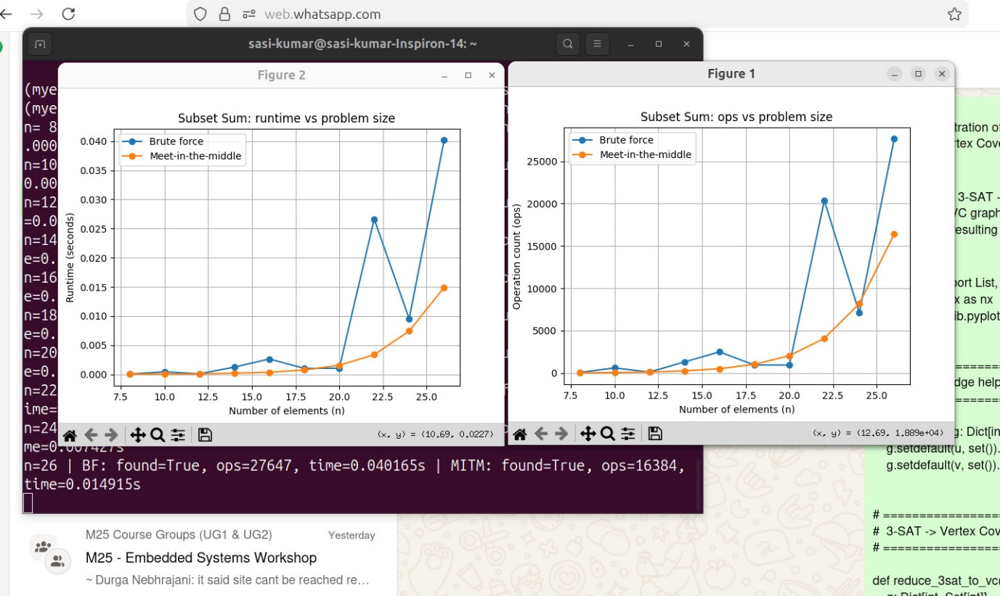 web.whatsapp.com
sasi-kumar@sasi-kumar-Inspiron-14: ~
Figure 2
Subset Sum: runtime vs problem size
Brute force
Meet-in-the-middle
0.040
0.035
0.030
0.025
0.020
0.015
0.010
0.005
0.000
Runtime (seconds)
7.5 10.0 12.5 15.0 17.5 20.0 22.5 25.0
Number of elements (n)
(x, y) = (10.69, 0.0227)
Figure 1
Subset Sum: ops vs problem size
Brute force
Meet-in-the-middle
25000
20000
15000
10000
5000
0
Operation count (ops)
7.5 10.0 12.5 15.0 17.5 20.0 22.5 25.0
Number of elements (n)
(x, y) = (12.69, 1.889e+04)
(mye
(mye
n= 8
.000
n=10
0.00
n=12
=0.0
n=14
e=0.
n=16
e=0.
n=18
e=0.
n=20
e=0.
n=22
ime=
n=24
me=0.007427s
n=26 | BF: found=True, ops=27647, time=0.040165s | MITM: found=True, ops=16384,
time=0.014915s
M25 Course Groups (UG1 & UG2) Yesterday
M25 - Embedded Systems Workshop
~ Durga Nebhrajani: it said site cant be reached re…
tration of
rtex Cove
3-SAT -
VC graph
esulting
port List,
x as nx
ib.pyplot
=======
dge help
=======
g: Dict[in
g.setdefault(u, set()).
g.setdefault(v, set()).
# =================
# 3-SAT -> Vertex Cov
# =================
def reduce_3sat_to_vc(